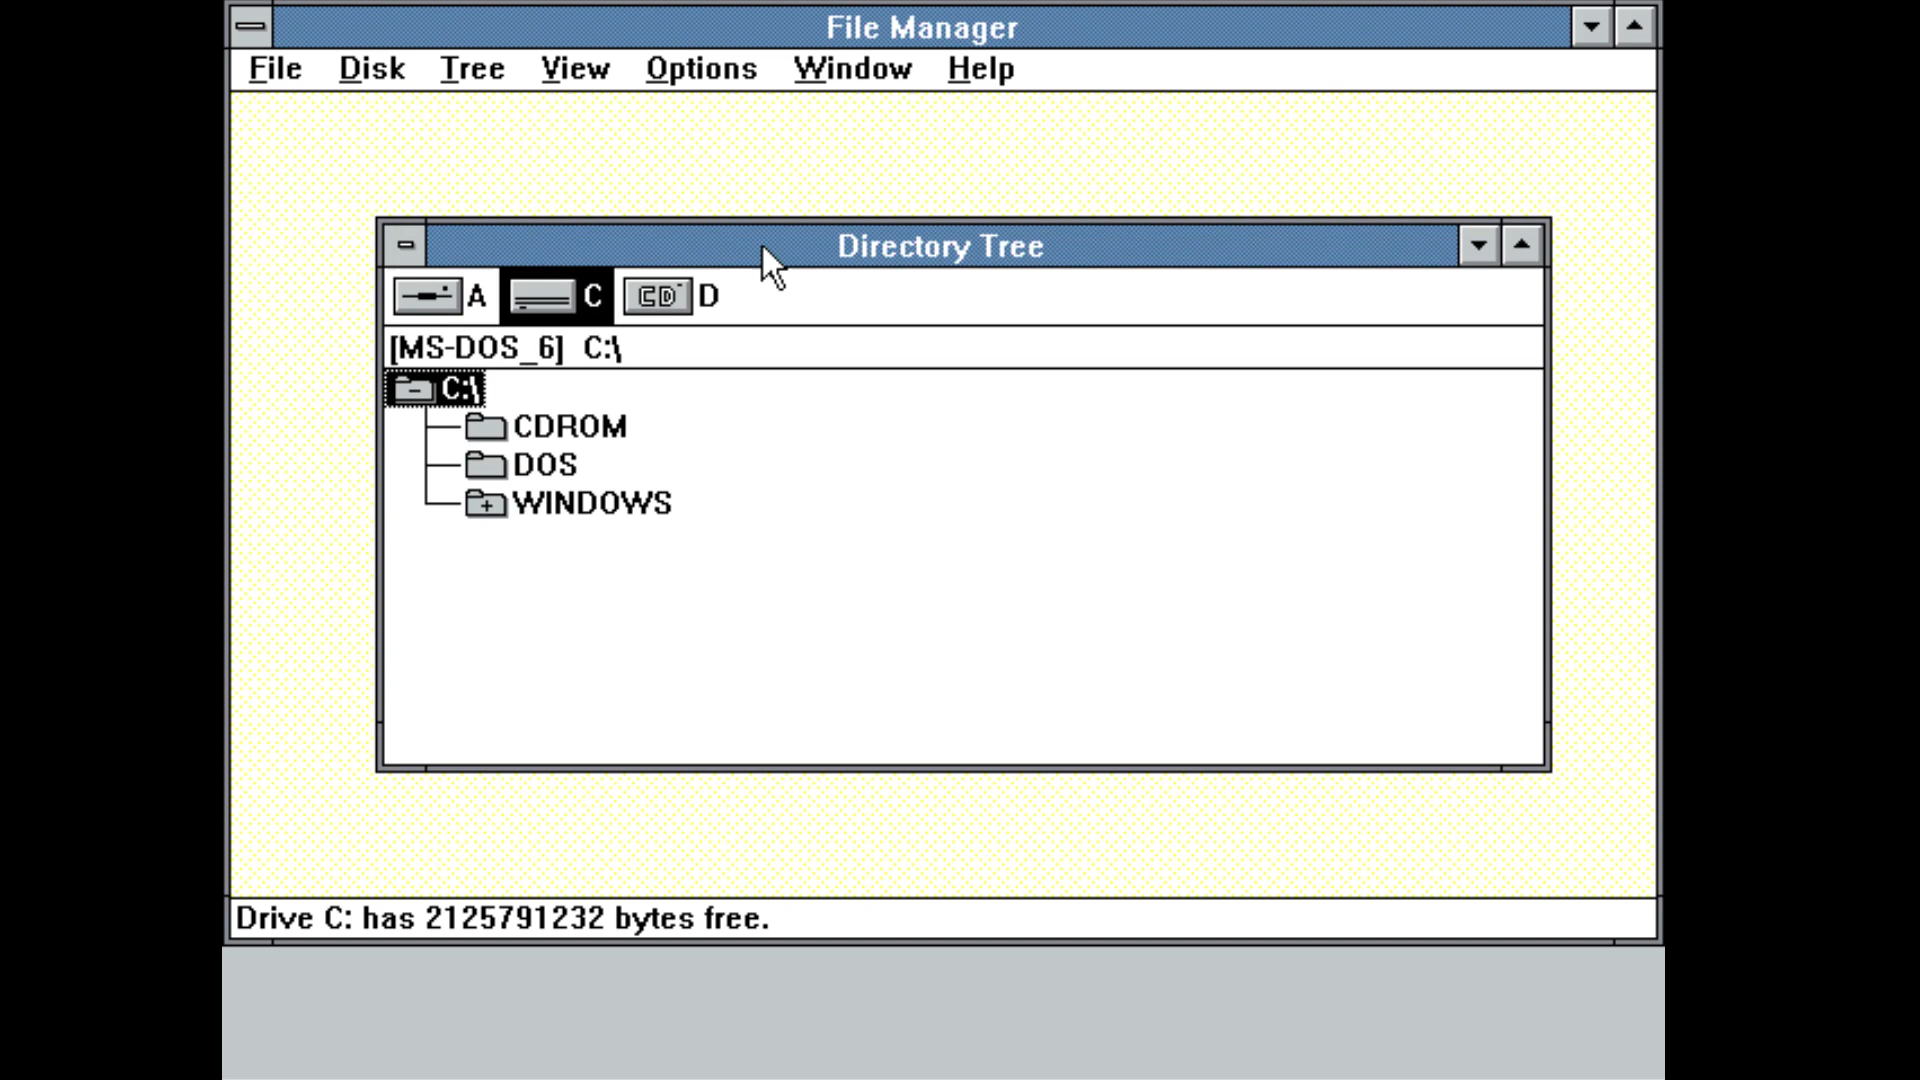 File Manager
File Disk Tree View Options Window Help
Directory Tree
A C CD D
[MS-DOS_6] C:\
C:\
CDROM
DOS
WINDOWS
Drive C: has 2125791232 bytes free.